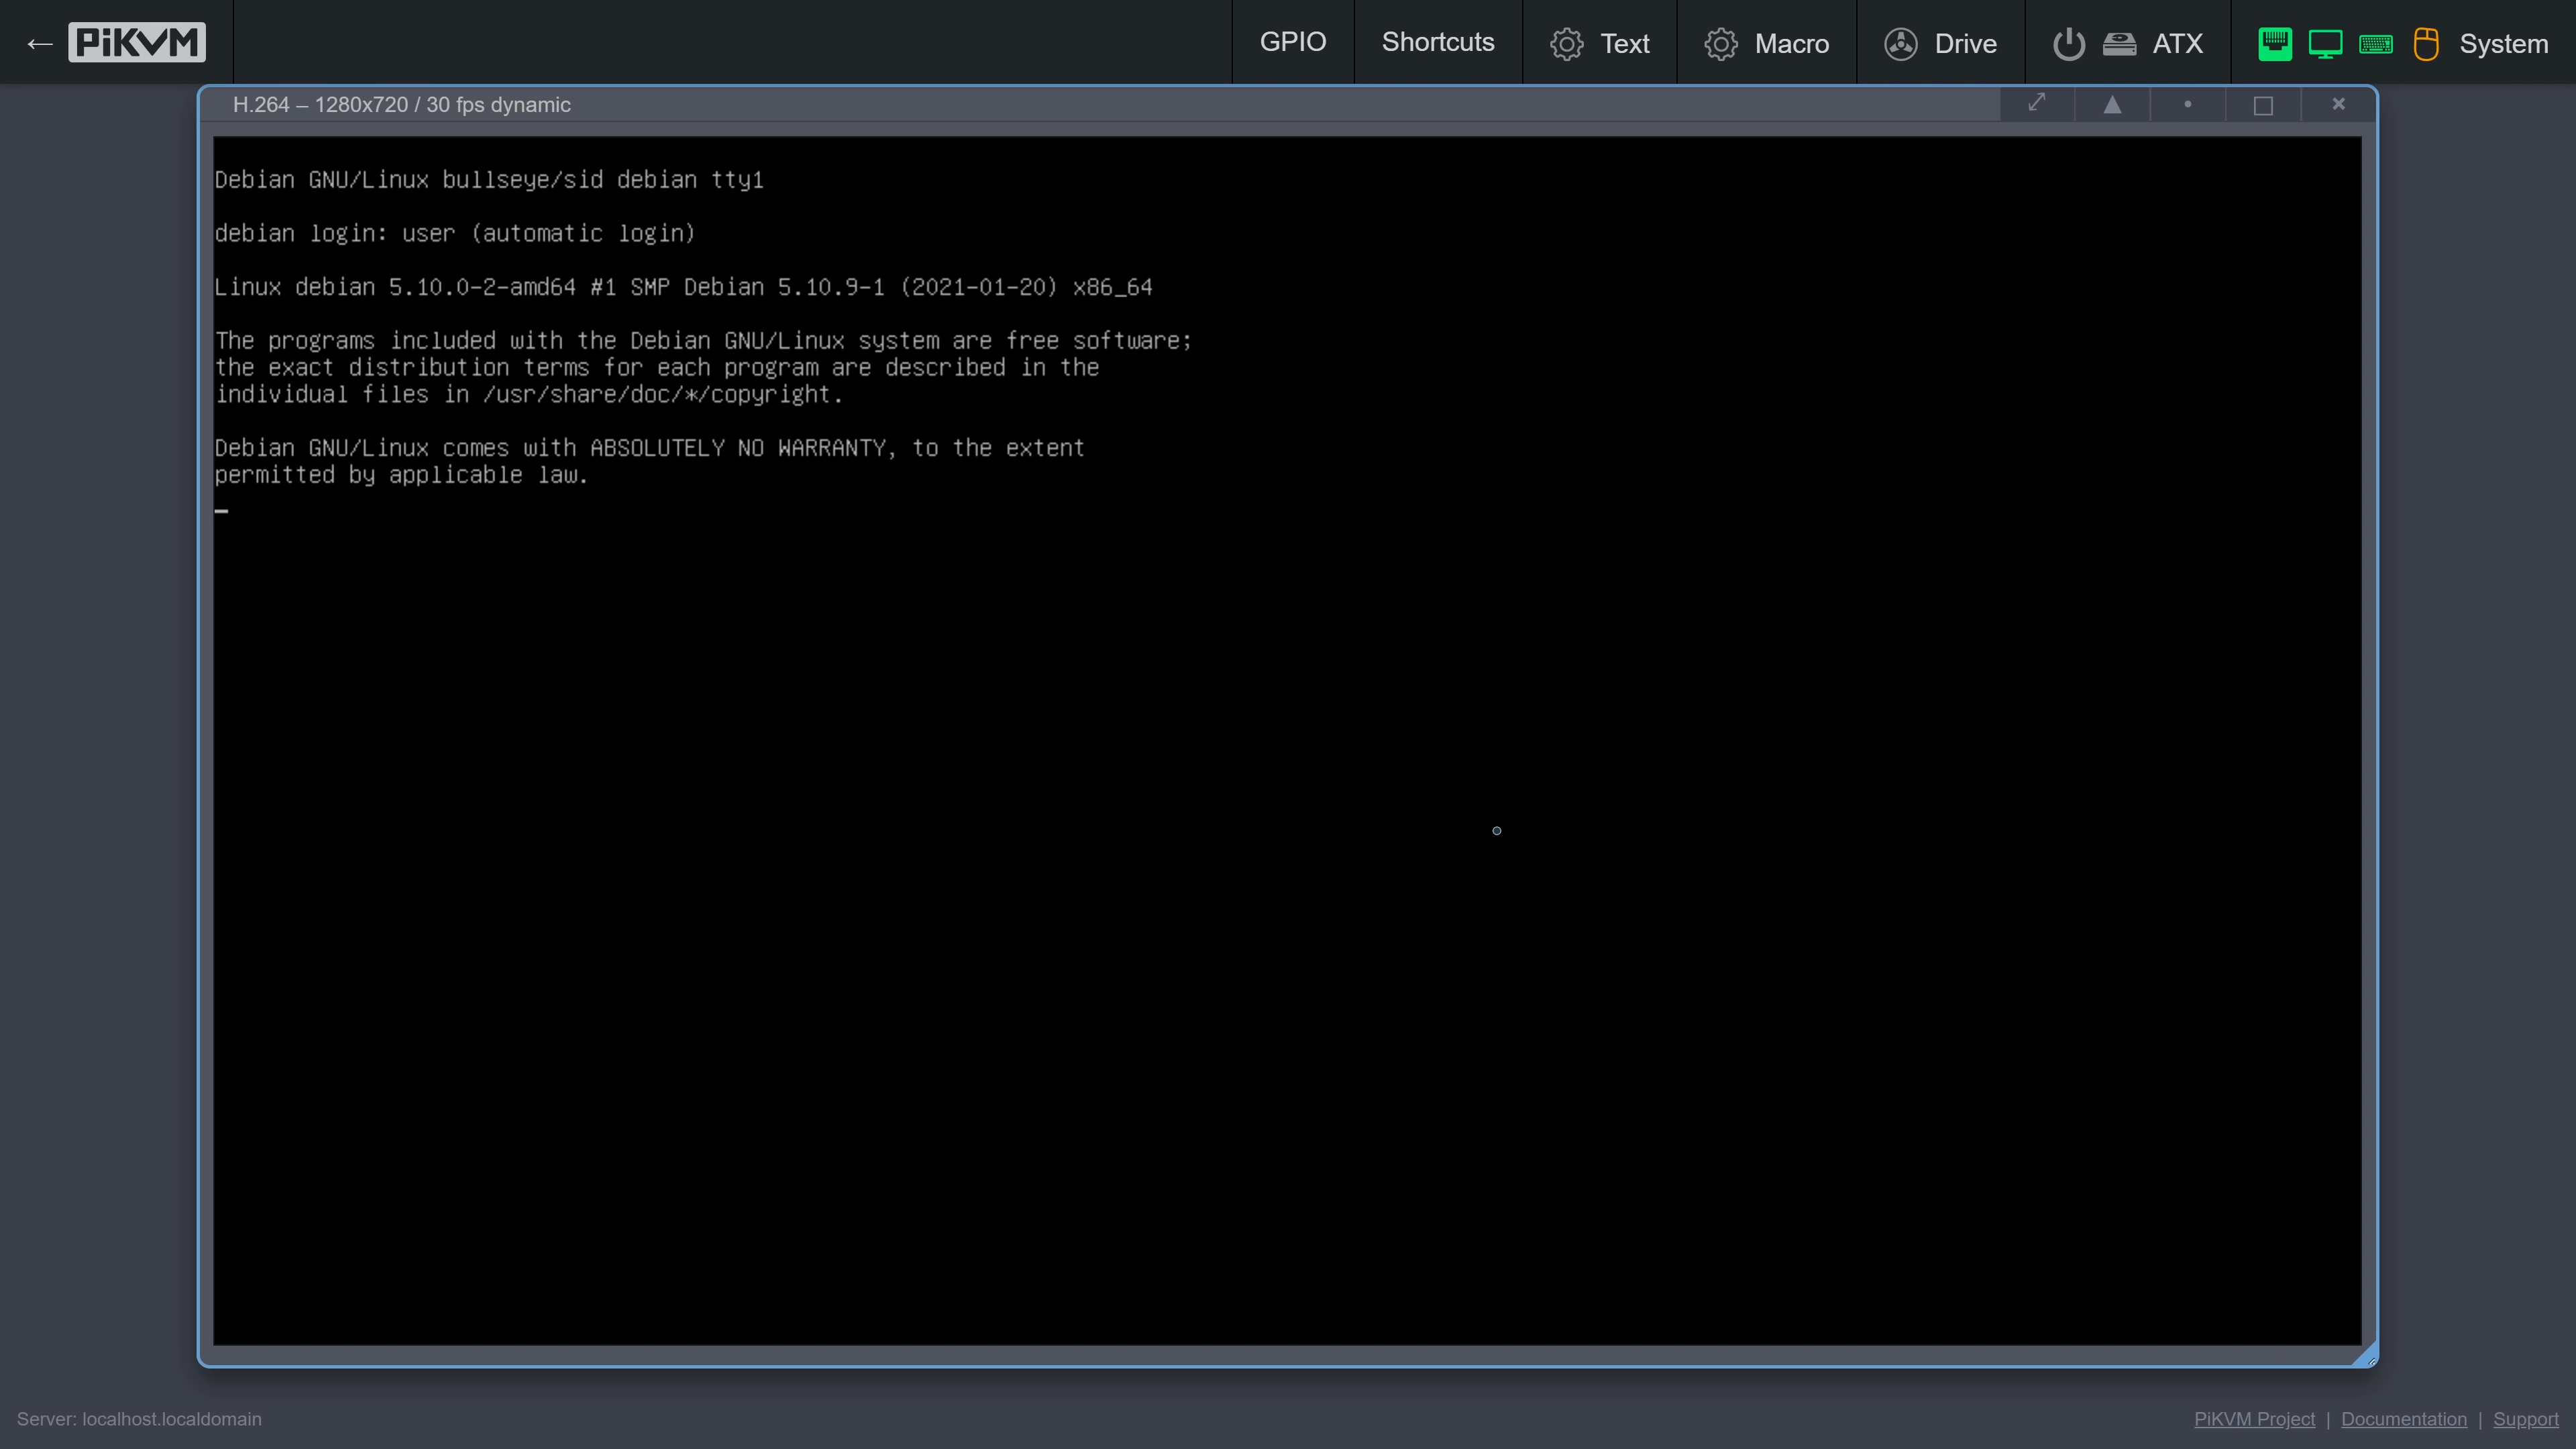 ← PiKVM
GPIO
Shortcuts
Text
Macro
Drive
ATX
System
H.264 – 1280x720 / 30 fps dynamic
Debian GNU/Linux bullseye/sid debian tty1
debian login: user (automatic login)
Linux debian 5.10.0-2-amd64 #1 SMP Debian 5.10.9-1 (2021-01-20) x86_64
The programs included with the Debian GNU/Linux system are free software;
the exact distribution terms for each program are described in the
individual files in /usr/share/doc/*/copyright.
Debian GNU/Linux comes with ABSOLUTELY NO WARRANTY, to the extent
permitted by applicable law.
Server: localhost.localdomain
PiKVM Project | Documentation | Support